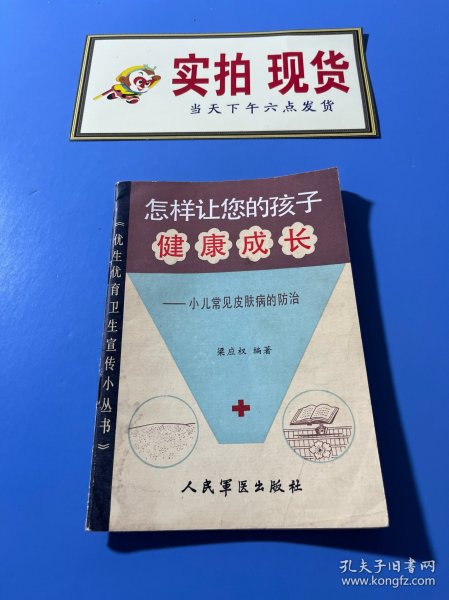 实拍 现货
当天下午六点发货
怎样让您的孩子
健康成长
——小儿常见皮肤病的防治
梁应权 编著
《优生优育卫生宣传小丛书》
人民軍医出版社
孔夫子旧书网
www.kongfz.com